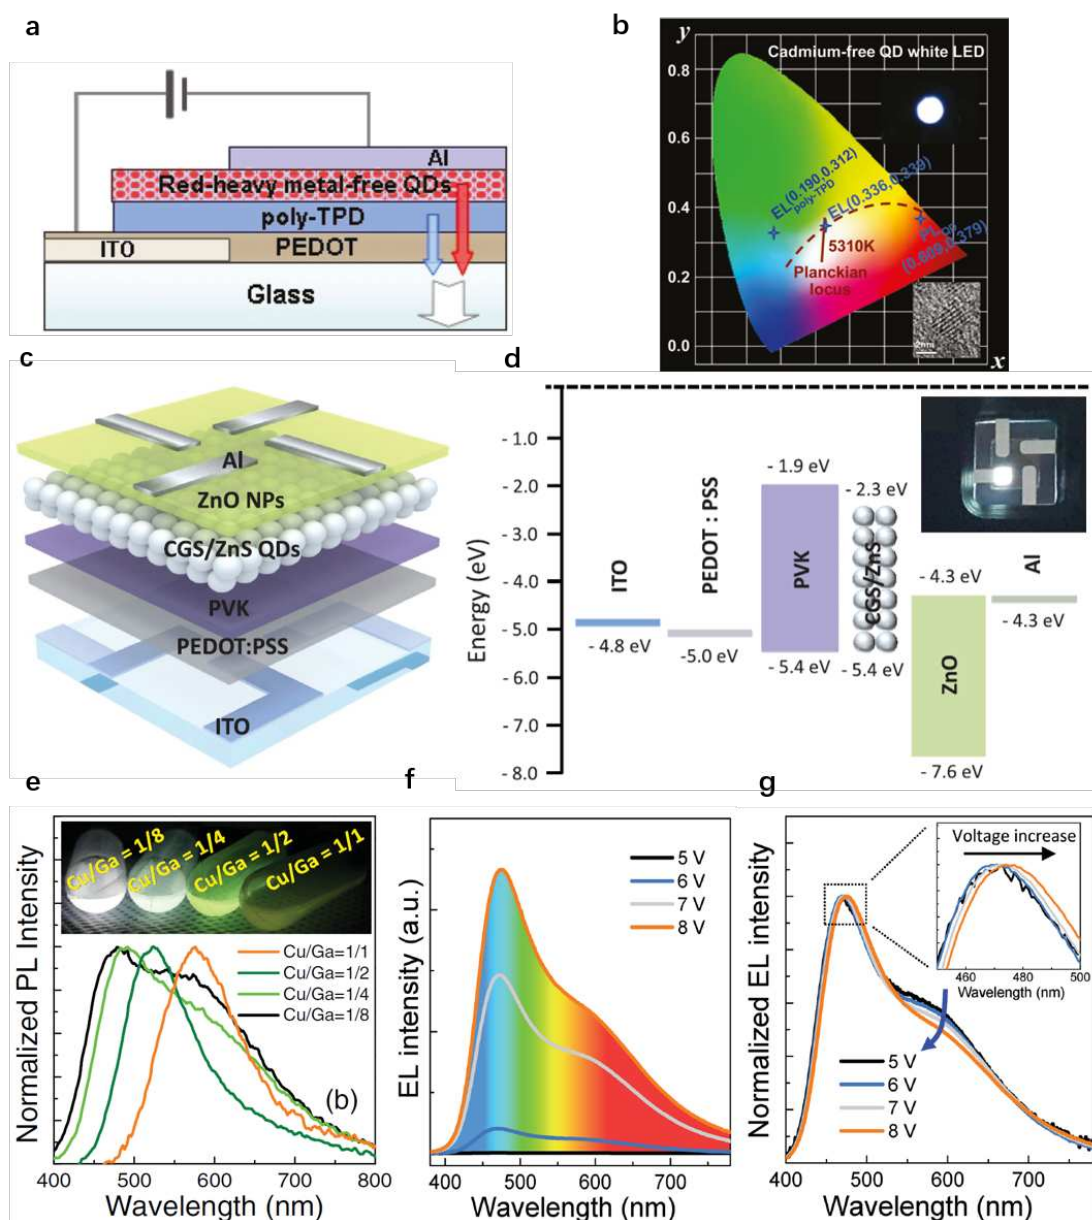 a
Al
Red-heavy metal-free QDs
poly-TPD
ITO
PEDOT
Glass
b
y
Cadmium-free QD white LED
0.8
0.6
0.4
0.2
0.0
EL(0.190,0.312)
poly-TPD
EL(0.336,0.339)
5310K
Planckian
locus
PL QD
(0.609,0.379)
2nm
x
c
Al
ZnO NPs
CGS/ZnS QDs
PVK
PEDOT:PSS
ITO
d
Energy (eV)
- 1.0
- 2.0
- 3.0
- 4.0
- 5.0
- 6.0
- 7.0
- 8.0
ITO
- 4.8 eV
PEDOT : PSS
-5.0 eV
- 1.9 eV
PVK
- 5.4 eV
- 2.3 eV
CGS/ZnS
- 5.4 eV
- 4.3 eV
ZnO
- 7.6 eV
Al
- 4.3 eV
e
Normalized PL Intensity
Cu/Ga = 1/8
Cu/Ga = 1/4
Cu/Ga = 1/2
Cu/Ga = 1/1
Cu/Ga=1/1
Cu/Ga=1/2
Cu/Ga=1/4
Cu/Ga=1/8
(b)
400 500 600 700 800
Wavelength (nm)
f
EL intensity (a.u.)
5 V
6 V
7 V
8 V
400 500 600 700
Wavelength (nm)
g
Normalized EL intensity
Voltage increase
460 480 500
Wavelength (nm)
5 V
6 V
7 V
8 V
400 500 600 700
Wavelength (nm)